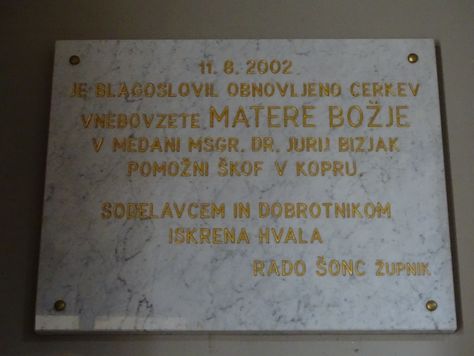 11. 8. 2002
JE BLAGOSLOVIL OBNOVLJENO CERKEV
VNEBOVZETE MATERE BOŽJE
V MEDANI MSGR. DR. JURIJ BIZJAK
POMOŽNI ŠKOF V KOPRU.
SODELAVCEM IN DOBROTNIKOM
ISKRENA HVALA
RADO ŠONC ŽUPNIK